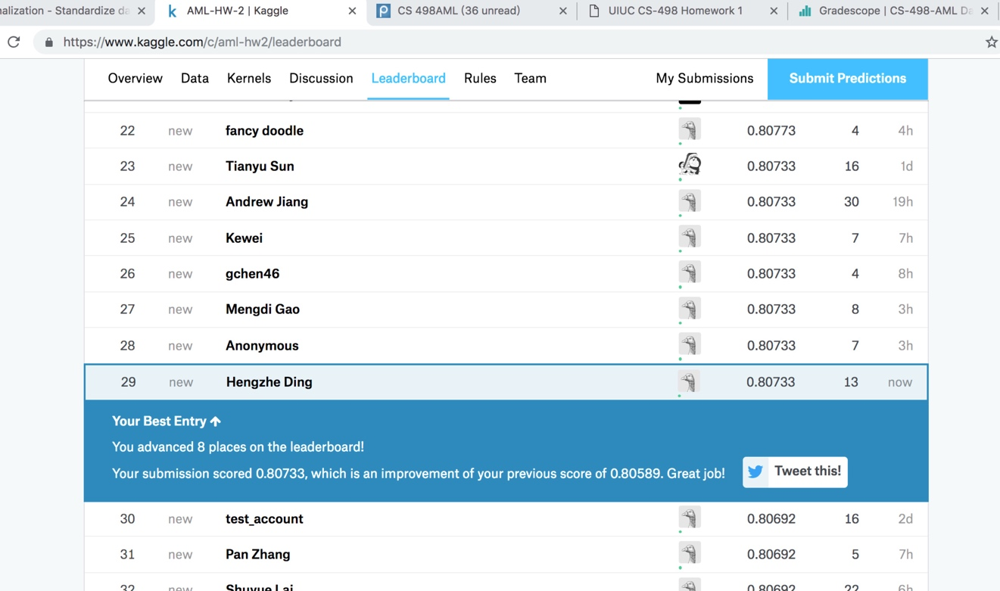 nalization - Standardize da
AML-HW-2 | Kaggle
CS 498AML (36 unread)
UIUC CS-498 Homework 1
Gradescope | CS-498-AML Da
https://www.kaggle.com/c/aml-hw2/leaderboard
Overview Data Kernels Discussion Leaderboard Rules Team My Submissions Submit Predictions
22 new fancy doodle 0.80773 4 4h
23 new Tianyu Sun 0.80733 16 1d
24 new Andrew Jiang 0.80733 30 19h
25 new Kewei 0.80733 7 7h
26 new gchen46 0.80733 4 8h
27 new Mengdi Gao 0.80733 8 3h
28 new Anonymous 0.80733 7 3h
29 new Hengzhe Ding 0.80733 13 now
Your Best Entry ↑
You advanced 8 places on the leaderboard!
Your submission scored 0.80733, which is an improvement of your previous score of 0.80589. Great job! Tweet this!
30 new test_account 0.80692 16 2d
31 new Pan Zhang 0.80692 5 7h
32 new Shuyue Lai 0.80692 22 6h